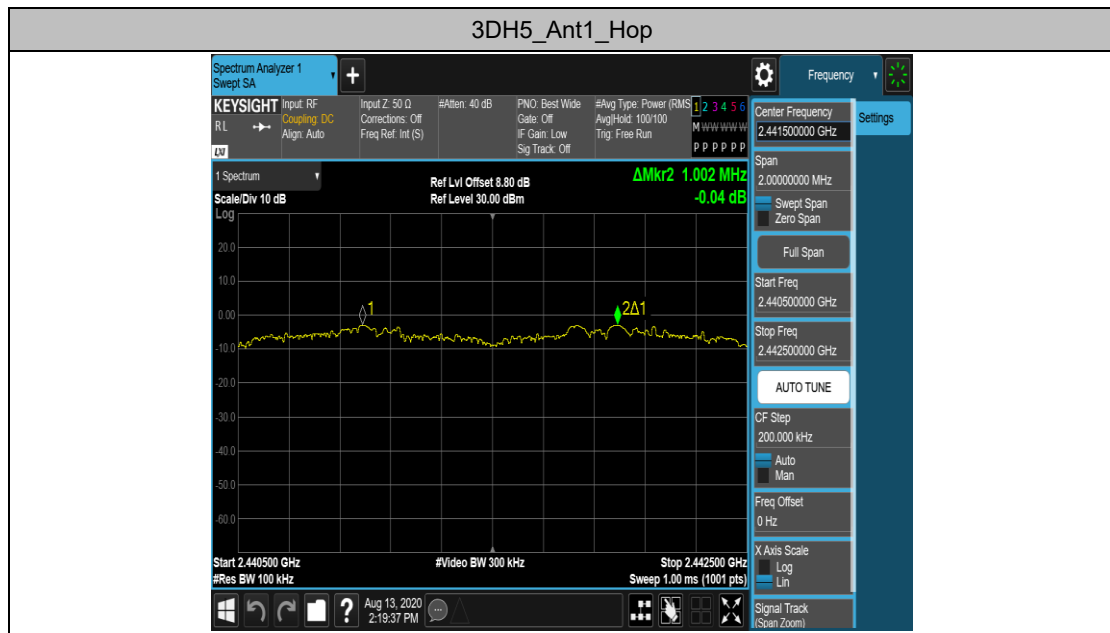 3DH5_Ant1_Hop
Spectrum Analyzer 1
Swept SA
+
Frequency
KEYSIGHT
RL
LXI
Input: RF
Coupling: DC
Align: Auto
Input Z: 50 Ω
Corrections: Off
Freq Ref: Int (S)
#Atten: 40 dB
PNO: Best Wide
Gate: Off
IF Gain: Low
Sig Track: Off
#Avg Type: Power (RMS
Avg|Hold: 100/100
Trig: Free Run
1 2 3 4 5 6
M W W W W W
P P P P P P
1 Spectrum
Scale/Div 10 dB
Ref Lvl Offset 8.80 dB
Ref Level 30.00 dBm
ΔMkr2 1.002 MHz
-0.04 dB
Log
20.0
10.0
0.00
-10.0
-20.0
-30.0
-40.0
-50.0
-60.0
1
2Δ1
Start 2.440500 GHz
#Res BW 100 kHz
#Video BW 300 kHz
Stop 2.442500 GHz
Sweep 1.00 ms (1001 pts)
Center Frequency
2.441500000 GHz
Settings
Span
2.00000000 MHz
Swept Span
Zero Span
Full Span
Start Freq
2.440500000 GHz
Stop Freq
2.442500000 GHz
AUTO TUNE
CF Step
200.000 kHz
Auto
Man
Freq Offset
0 Hz
X Axis Scale
Log
Lin
Signal Track
(Span Zoom)
?
Aug 13, 2020
2:19:37 PM